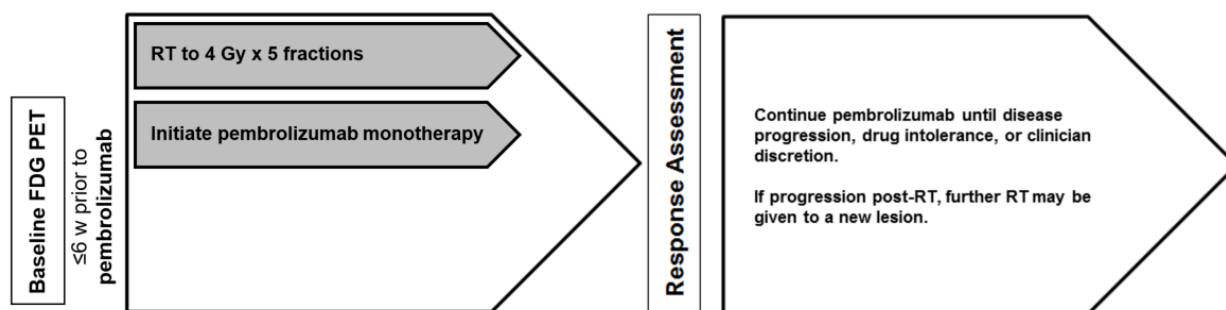 Baseline FDG PET
≤6 w prior to
pembrolizumab
RT to 4 Gy x 5 fractions
Initiate pembrolizumab monotherapy
Response Assessment
Continue pembrolizumab until disease
progression, drug intolerance, or clinician
discretion.
If progression post-RT, further RT may be
given to a new lesion.